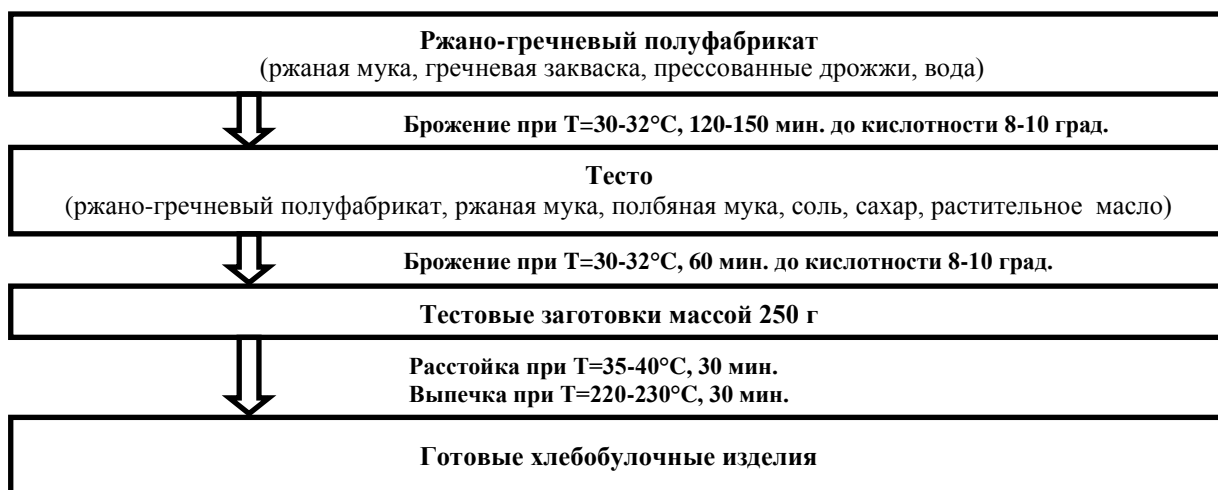 Ржано-гречневый полуфабрикат
(ржаная мука, гречневая закваска, прессованные дрожжи, вода)
Брожение при Т=30-32°С, 120-150 мин. до кислотности 8-10 град.
Тесто
(ржано-гречневый полуфабрикат, ржаная мука, полбяная мука, соль, сахар, растительное масло)
Брожение при Т=30-32°С, 60 мин. до кислотности 8-10 град.
Тестовые заготовки массой 250 г
Расстойка при Т=35-40°С, 30 мин.
Выпечка при Т=220-230°С, 30 мин.
Готовые хлебобулочные изделия